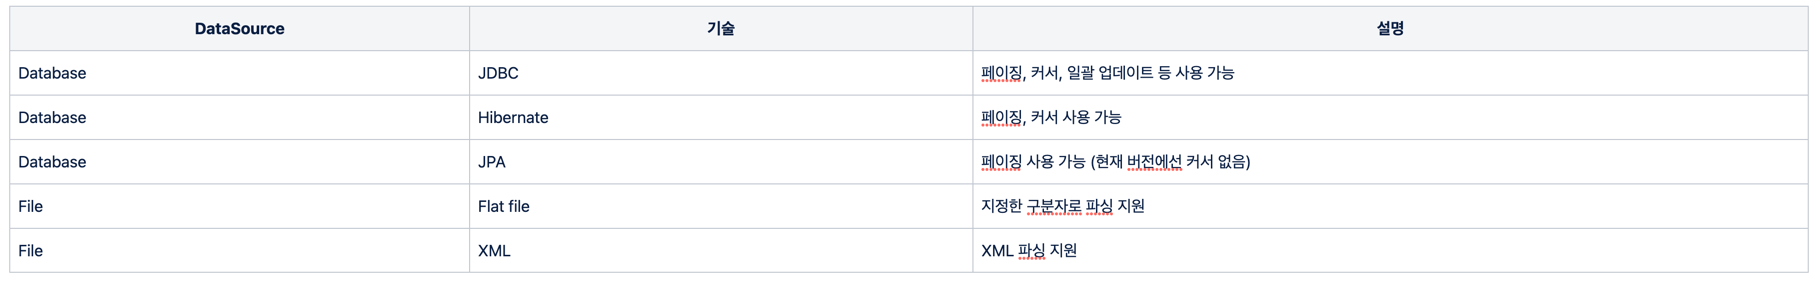 DataSource 기술 설명
Database JDBC 페이징, 커서, 일괄 업데이트 등 사용 가능
Database Hibernate 페이징, 커서 사용 가능
Database JPA 페이징 사용 가능 (현재 버전에선 커서 없음)
File Flat file 지정한 구분자로 파싱 지원
File XML XML 파싱 지원